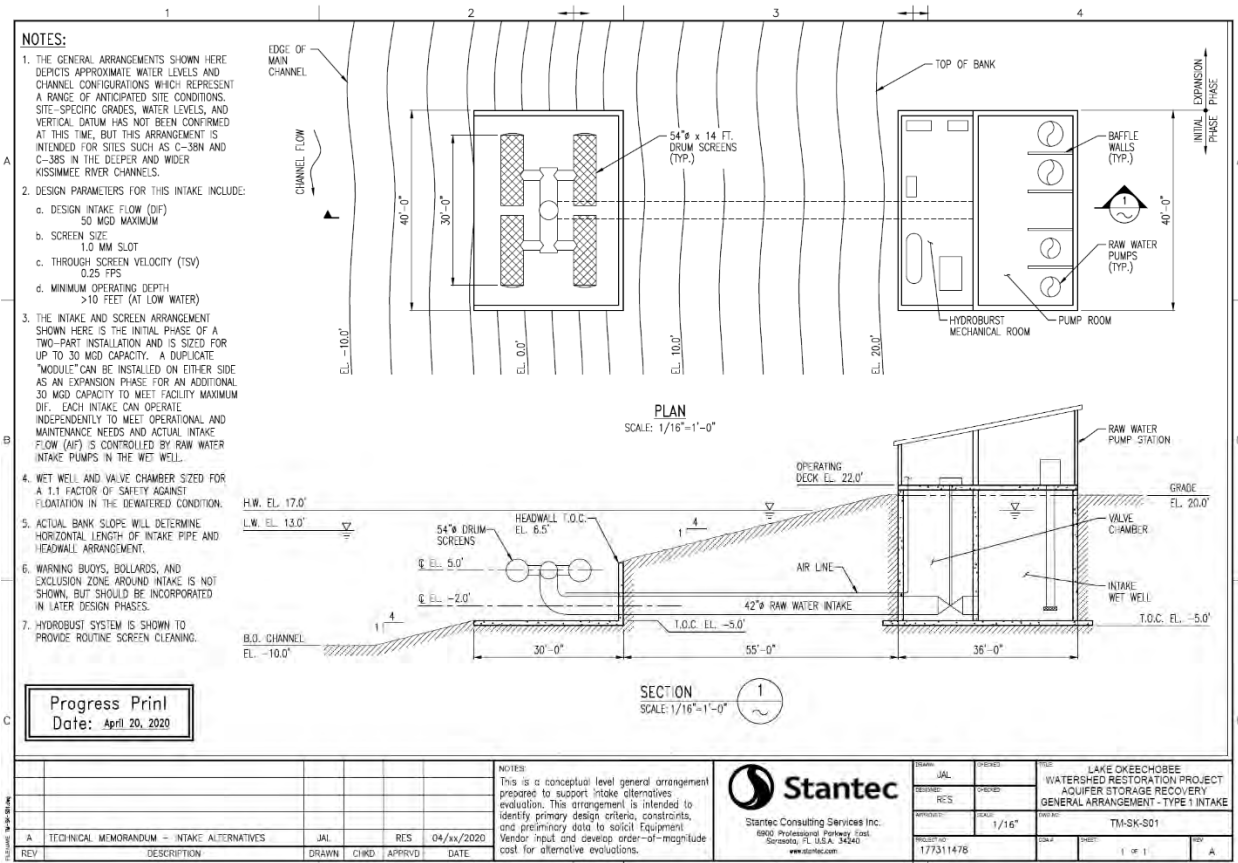 1
2
3
4
NOTES:
1. THE GENERAL ARRANGEMENTS SHOWN HERE
DEPICTS APPROXIMATE WATER LEVELS AND
CHANNEL CONFIGURATIONS WHICH REPRESENT
A RANGE OF ANTICIPATED SITE CONDITIONS.
SITE-SPECIFIC GRADES, WATER LEVELS, AND
VERTICAL DATUM HAS NOT BEEN CONFIRMED
AT THIS TIME, BUT THIS ARRANGEMENT IS
INTENDED FOR SITES SUCH AS C-38N AND
C-38S IN THE DEEPER AND WIDER
KISSIMMEE RIVER CHANNELS.
2. DESIGN PARAMETERS FOR THIS INTAKE INCLUDE:
a. DESIGN INTAKE FLOW (DIF)
50 MGD MAXIMUM
b. SCREEN SIZE
1.0 MM SLOT
c. THROUGH SCREEN VELOCITY (TSV)
0.25 FPS
d. MINIMUM OPERATING DEPTH
>10 FEET (AT LOW WATER)
3. THE INTAKE AND SCREEN ARRANGEMENT
SHOWN HERE IS THE INITIAL PHASE OF A
TWO-PART INSTALLATION AND IS SIZED FOR
UP TO 30 MGD CAPACITY. A DUPLICATE
"MODULE" CAN BE INSTALLED ON EITHER SIDE
AS AN EXPANSION PHASE FOR AN ADDITIONAL
30 MGD CAPACITY TO MEET FACILITY MAXIMUM
DIF. EACH INTAKE CAN OPERATE
INDEPENDENTLY TO MEET OPERATIONAL AND
MAINTENANCE NEEDS AND ACTUAL INTAKE
FLOW (AIF) IS CONTROLLED BY RAW WATER
INTAKE PUMPS IN THE WET WELL.
4. WET WELL AND VALVE CHAMBER SIZED FOR
A 1.1 FACTOR OF SAFETY AGAINST
FLOATATION IN THE DEWATERED CONDITION.
5. ACTUAL BANK SLOPE WILL DETERMINE
HORIZONTAL LENGTH OF INTAKE PIPE AND
HEADWALL ARRANGEMENT.
6. WARNING BUOYS, BOLLARDS, AND
EXCLUSION ZONE AROUND INTAKE IS NOT
SHOWN, BUT SHOULD BE INCORPORATED
IN LATER DESIGN PHASES.
7. HYDROBUST SYSTEM IS SHOWN TO
PROVIDE ROUTINE SCREEN CLEANING.
Progress Print
Date: April 20, 2020
A
B
C
EDGE OF
MAIN
CHANNEL
CHANNEL FLOW
40'-0"
30'-0"
54"ø x 14 FT.
DRUM SCREENS
(TYP.)
TOP OF BANK
INITIAL PHASE
EXPANSION PHASE
BAFFLE
WALLS
(TYP.)
1
40'-0"
RAW WATER
PUMPS
(TYP.)
HYDROBURST
MECHANICAL ROOM
PUMP ROOM
EL. -10.0'
EL. 0.0'
EL. 10.0'
EL. 20.0'
PLAN
SCALE: 1/16"=1'-0"
RAW WATER
PUMP STATION
OPERATING
DECK EL. 22.0'
GRADE
EL. 20.0'
H.W. EL. 17.0'
L.W. EL. 13.0'
54"ø DRUM
SCREENS
HEADWALL T.O.C.
EL. 6.5'
4
1
VALVE
CHAMBER
℄ EL. 5.0'
AIR LINE
℄ EL. -2.0'
42"ø RAW WATER INTAKE
INTAKE
WET WELL
4
1
T.O.C. EL. -5.0'
T.O.C. EL. -5.0'
B.O. CHANNEL
EL. -10.0'
30'-0"
55'-0"
36'-0"
SECTION
SCALE: 1/16"=1'-0"
1
A
TECHNICAL MEMORANDUM - INTAKE ALTERNATIVES
JAL
RES
04/xx/2020
REV
DESCRIPTION
DRAWN
CHKD
APPRVD
DATE
NOTES:
This is a conceptual level general arrangement
prepared to support intake alternatives
evaluation. This arrangement is intended to
identify primary design criteria, constraints,
and preliminary data to solicit Equipment
Vendor input and develop order-of-magnitude
cost for alternative evaluations.
Stantec
Stantec Consulting Services Inc.
6900 Professional Parkway East
Sarasota, FL U.S.A. 34240
www.stantec.com
DRAWN
JAL
CHECKED
DESIGNED
RES
CHECKED
APPROVED
SCALE
1/16"
PROJECT NO
177311476
TITLE
LAKE OKEECHOBEE
WATERSHED RESTORATION PROJECT
AQUIFER STORAGE RECOVERY
GENERAL ARRANGEMENT - TYPE 1 INTAKE
DWG NO
TM-SK-S01
SHEET
1 OF 1
REV
A